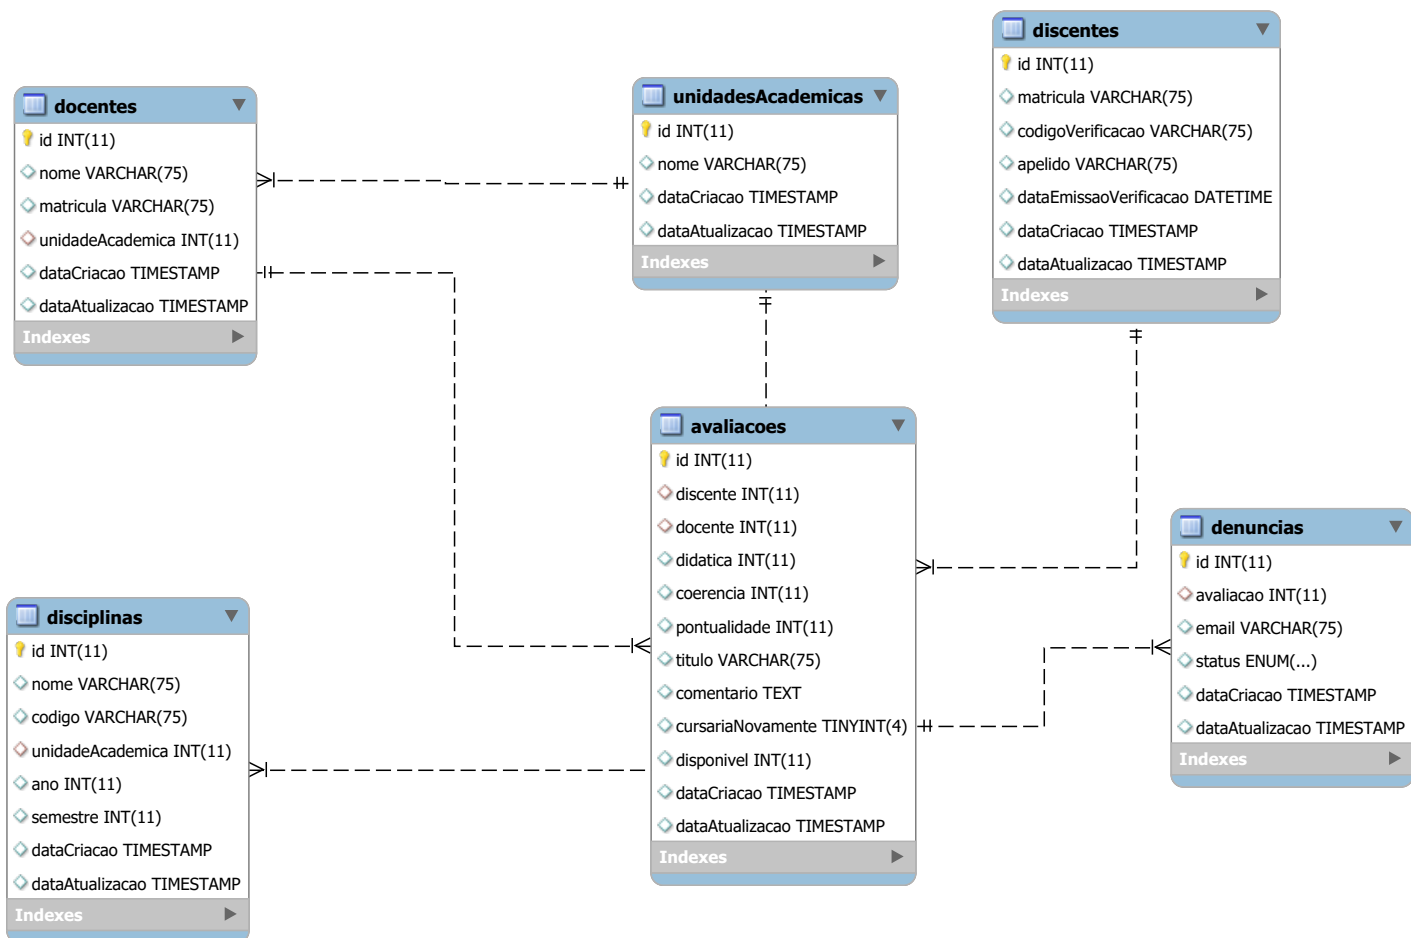 docentes
id INT(11)
nome VARCHAR(75)
matricula VARCHAR(75)
unidadeAcademica INT(11)
dataCriacao TIMESTAMP
dataAtualizacao TIMESTAMP
Indexes
unidadesAcademicas
id INT(11)
nome VARCHAR(75)
dataCriacao TIMESTAMP
dataAtualizacao TIMESTAMP
Indexes
discentes
id INT(11)
matricula VARCHAR(75)
codigoVerificacao VARCHAR(75)
apelido VARCHAR(75)
dataEmissaoVerificacao DATETIME
dataCriacao TIMESTAMP
dataAtualizacao TIMESTAMP
Indexes
avaliacoes
id INT(11)
discente INT(11)
docente INT(11)
didatica INT(11)
coerencia INT(11)
pontualidade INT(11)
titulo VARCHAR(75)
comentario TEXT
cursariaNovamente TINYINT(4)
disponivel INT(11)
dataCriacao TIMESTAMP
dataAtualizacao TIMESTAMP
Indexes
denuncias
id INT(11)
avaliacao INT(11)
email VARCHAR(75)
status ENUM(...)
dataCriacao TIMESTAMP
dataAtualizacao TIMESTAMP
Indexes
disciplinas
id INT(11)
nome VARCHAR(75)
codigo VARCHAR(75)
unidadeAcademica INT(11)
ano INT(11)
semestre INT(11)
dataCriacao TIMESTAMP
dataAtualizacao TIMESTAMP
Indexes